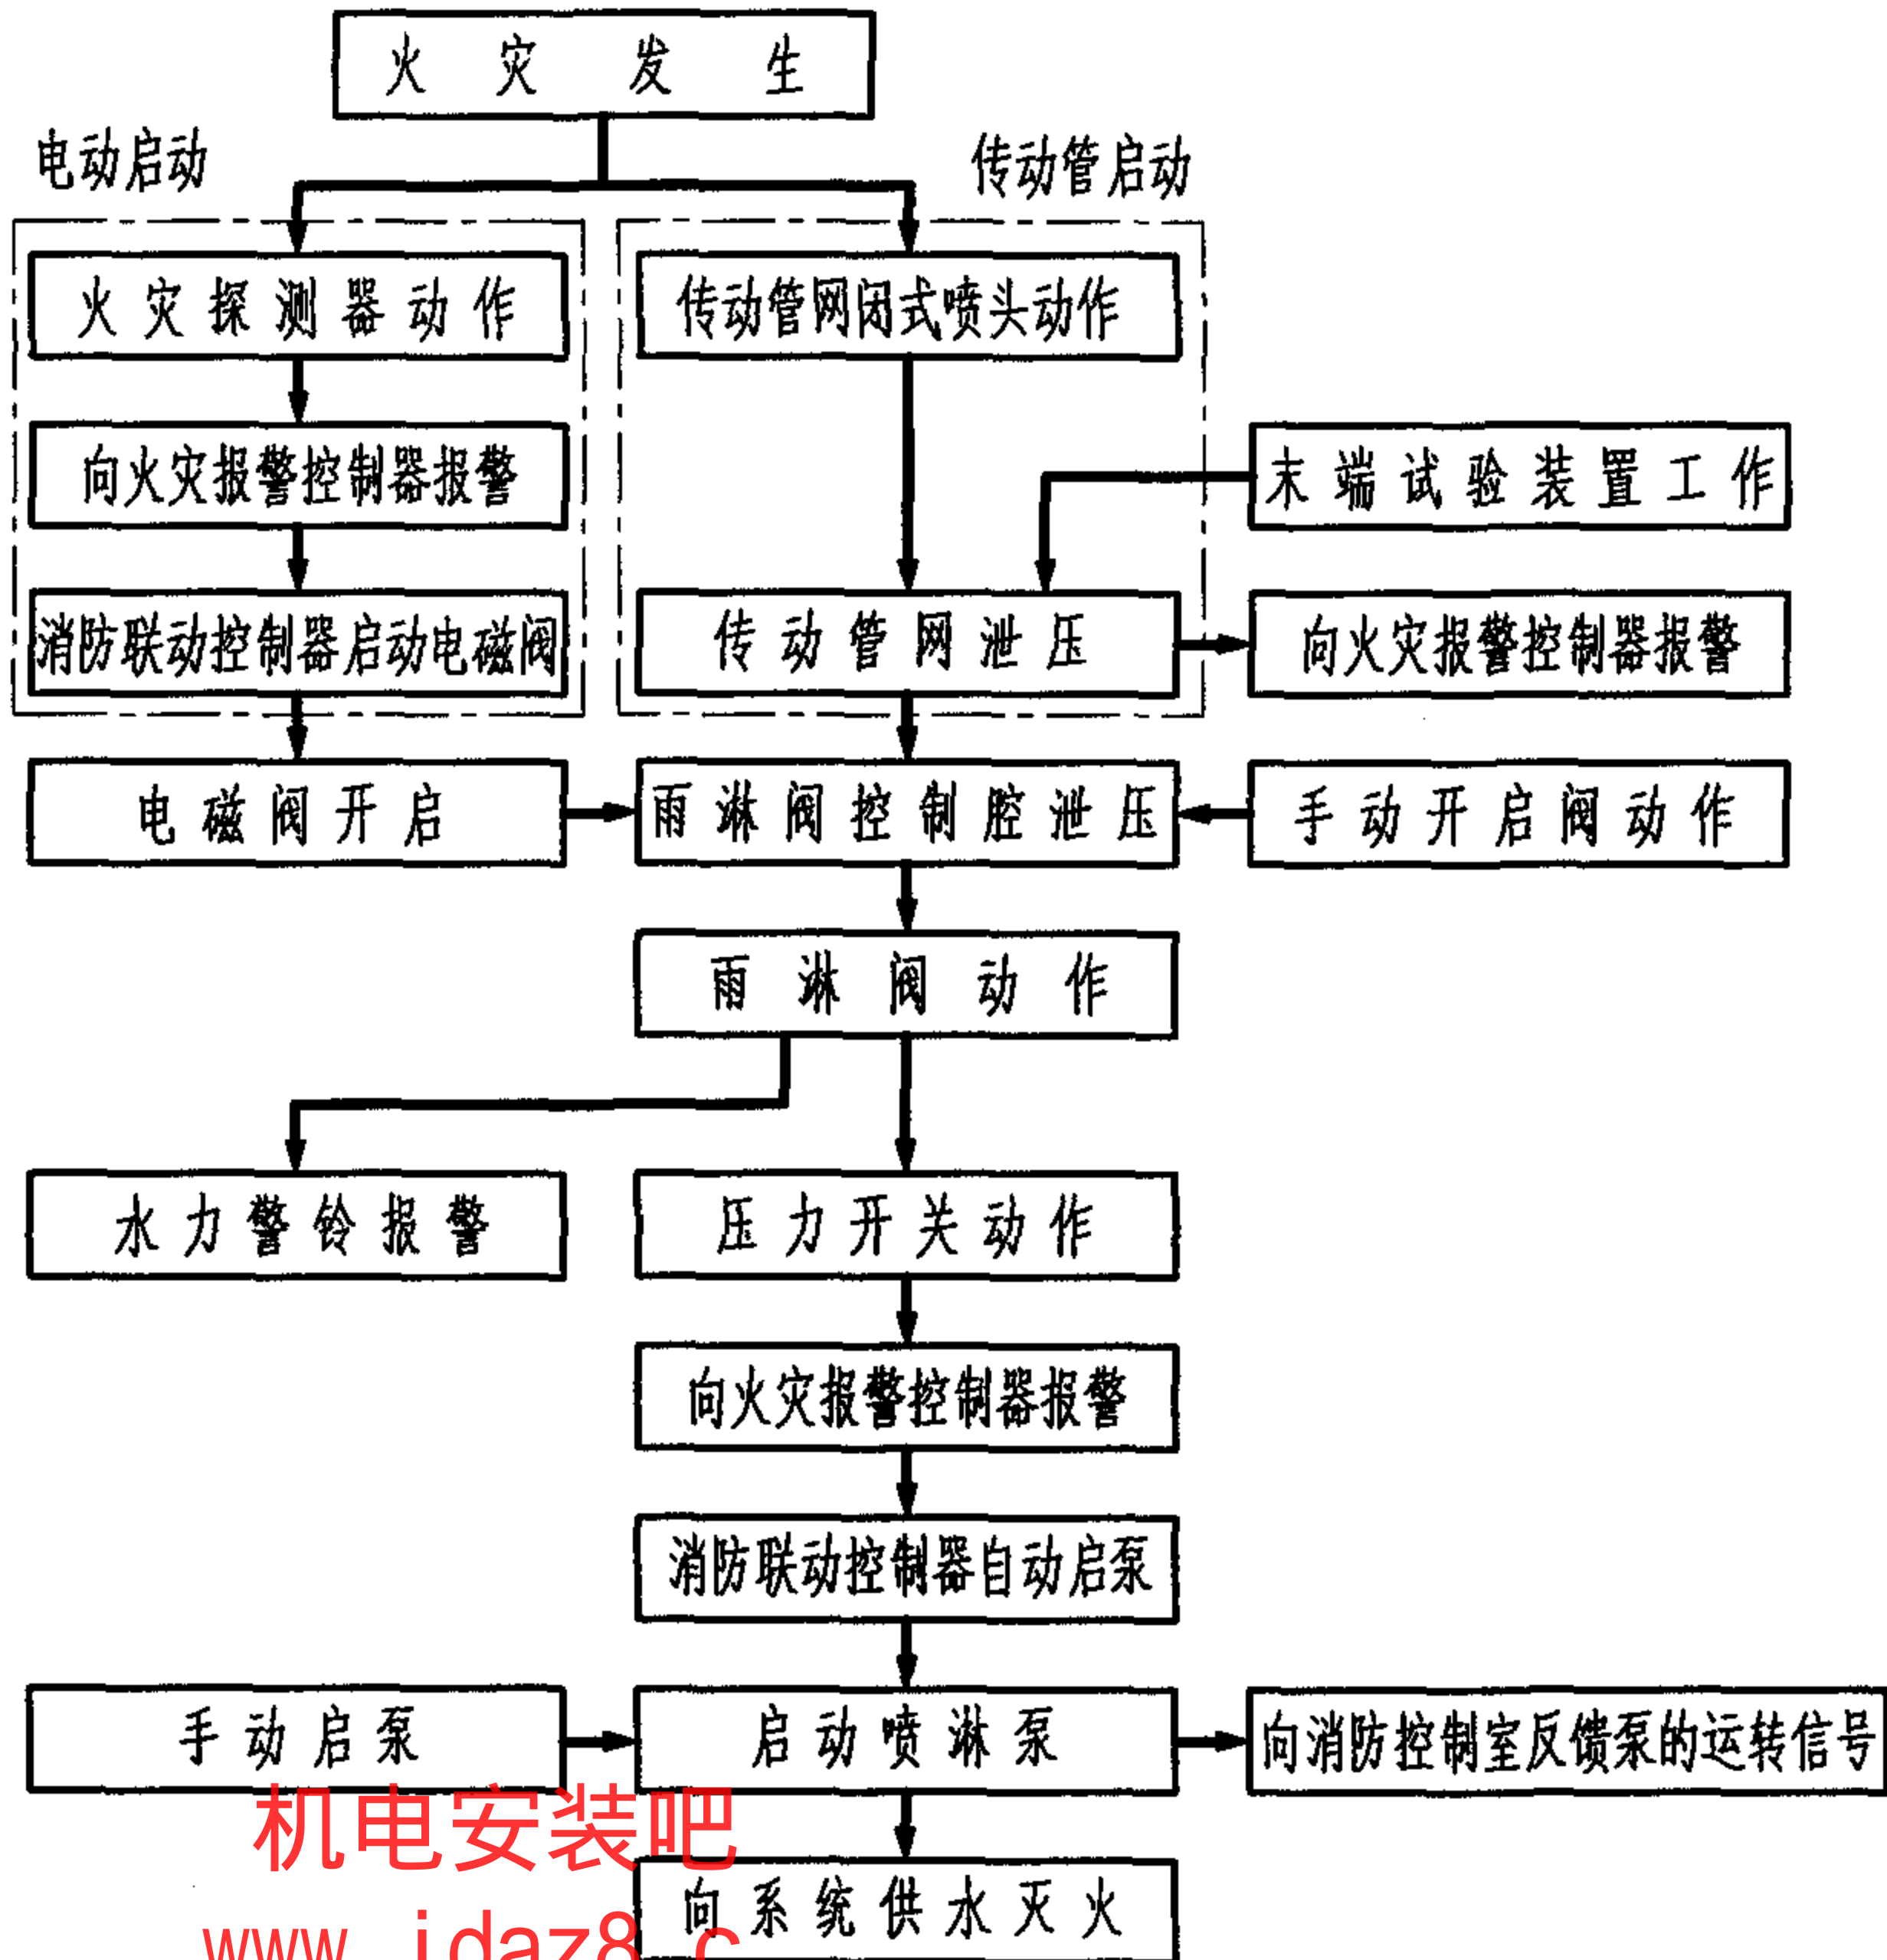 火灾发生
电动启动
传动管启动
火灾探测器动作
传动管网闭式喷头动作
向火灾报警控制器报警
末端试验装置工作
消防联动控制器启动电磁阀
传动管网泄压
向火灾报警控制器报警
电磁阀开启
雨淋阀控制腔泄压
手动开启阀动作
雨淋阀动作
水力警铃报警
压力开关动作
向火灾报警控制器报警
消防联动控制器自动启泵
手动启泵
启动喷淋泵
向消防控制室反馈泵的运转信号
机电安装吧
向系统供水灭火
www.jdaz8.c